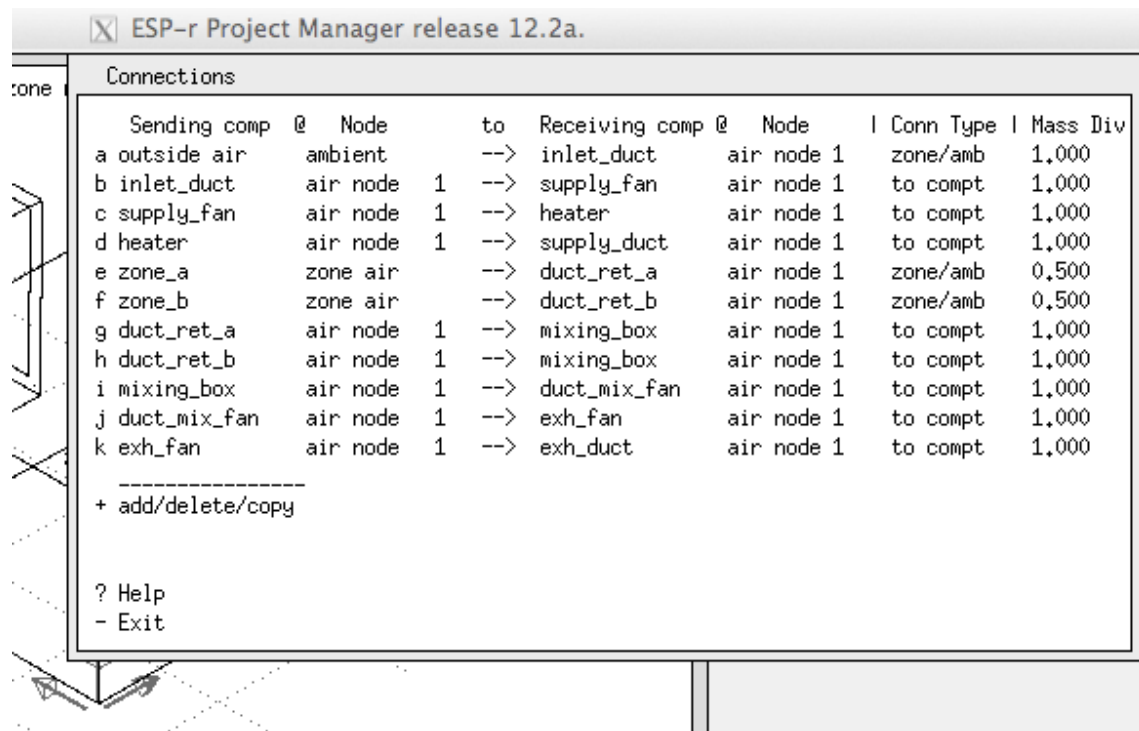 ESP-r Project Manager release 12.2a.
zone
Connections
Sending comp @ Node to Receiving comp @ Node | Conn Type | Mass Div
a outside air ambient --> inlet_duct air node 1 zone/amb 1.000
b inlet_duct air node 1 --> supply_fan air node 1 to compt 1.000
c supply_fan air node 1 --> heater air node 1 to compt 1.000
d heater air node 1 --> supply_duct air node 1 to compt 1.000
e zone_a zone air --> duct_ret_a air node 1 zone/amb 0.500
f zone_b zone air --> duct_ret_b air node 1 zone/amb 0.500
g duct_ret_a air node 1 --> mixing_box air node 1 to compt 1.000
h duct_ret_b air node 1 --> mixing_box air node 1 to compt 1.000
i mixing_box air node 1 --> duct_mix_fan air node 1 to compt 1.000
j duct_mix_fan air node 1 --> exh_fan air node 1 to compt 1.000
k exh_fan air node 1 --> exh_duct air node 1 to compt 1.000
+ add/delete/copy
? Help
- Exit